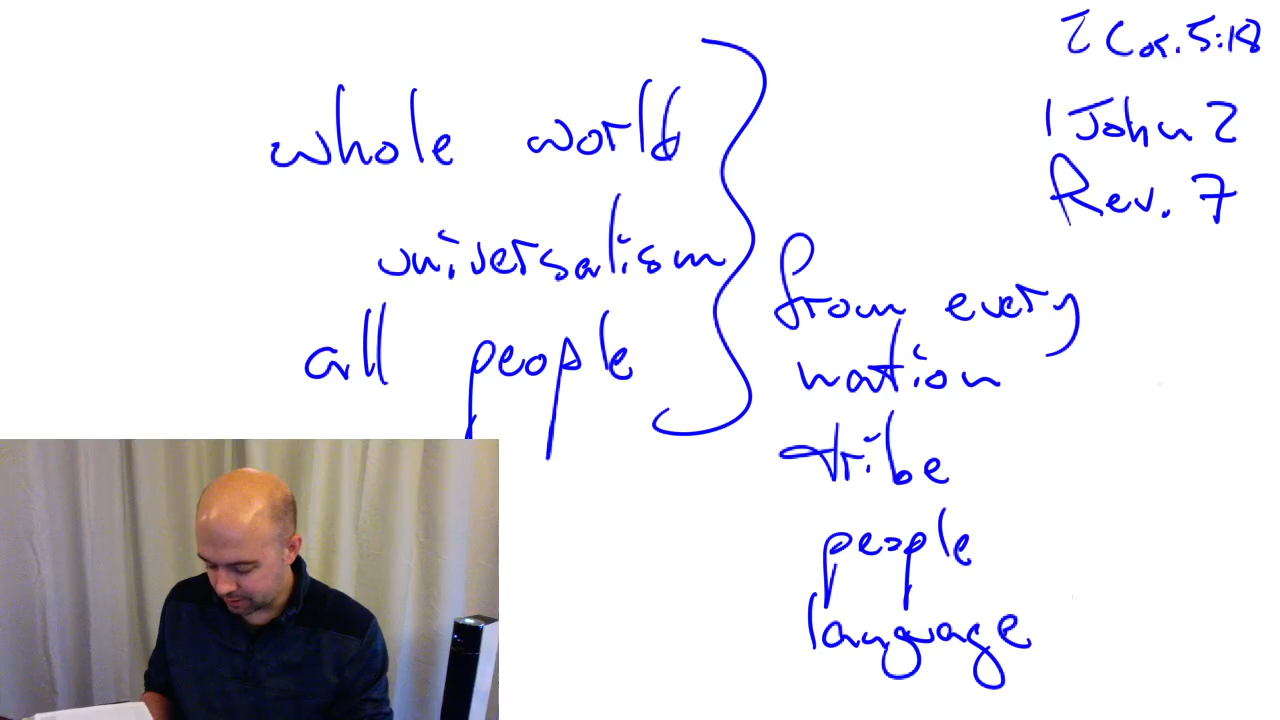 whole world
universalism
all people
from every
nation
tribe
people
language
2 Cor. 5:18
1 John 2
Rev. 7